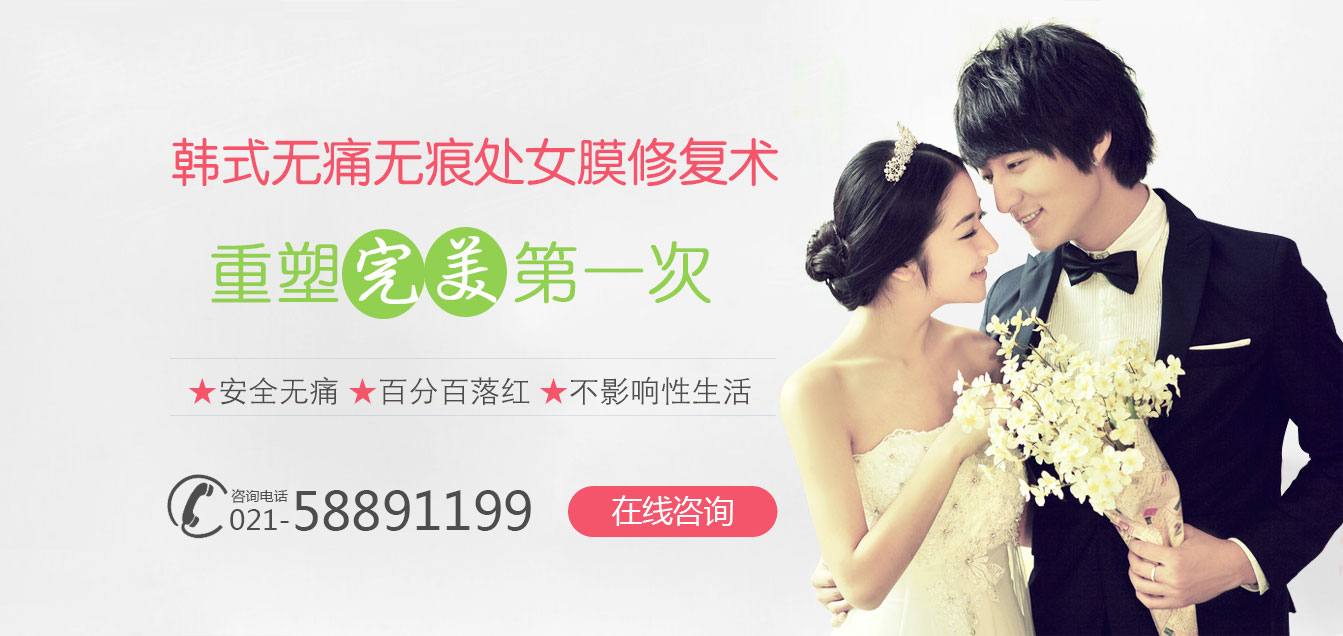 韩式无痛无痕处女膜修复术
重塑完美第一次
★安全无痛 ★百分百落红 ★不影响性生活
咨询电话
021-58891199
在线咨询